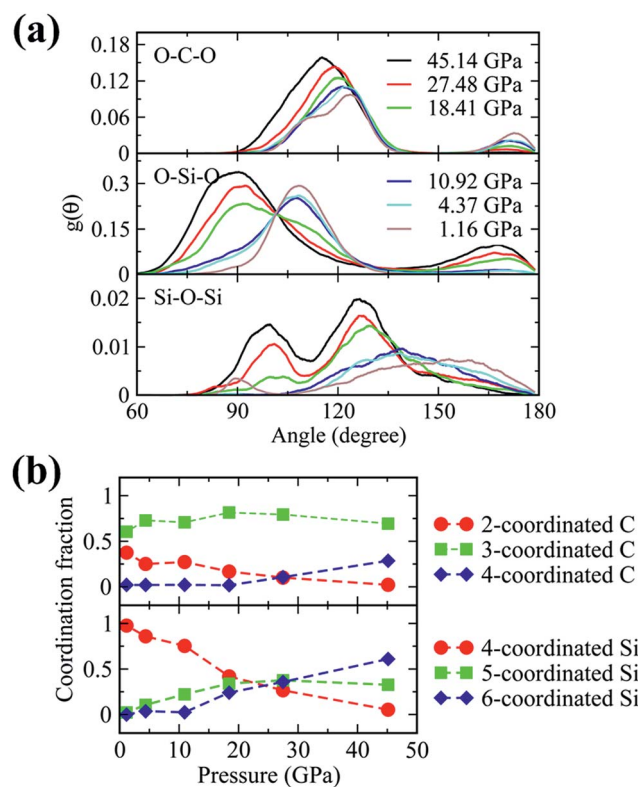 (a)
0.18
O-C-O
0.12
45.14 GPa
27.48 GPa
0.06
18.41 GPa
0
O-Si-O
0.3
10.92 GPa
g(θ)
4.37 GPa
0.15
1.16 GPa
0
Si-O-Si
0.02
0.01
0
60 90 120 150 180
Angle (degree)
(b)
1
0.5
0
2-coordinated C
3-coordinated C
4-coordinated C
Coordination fraction
1
0.5
0
4-coordinated Si
5-coordinated Si
6-coordinated Si
0 10 20 30 40 50
Pressure (GPa)